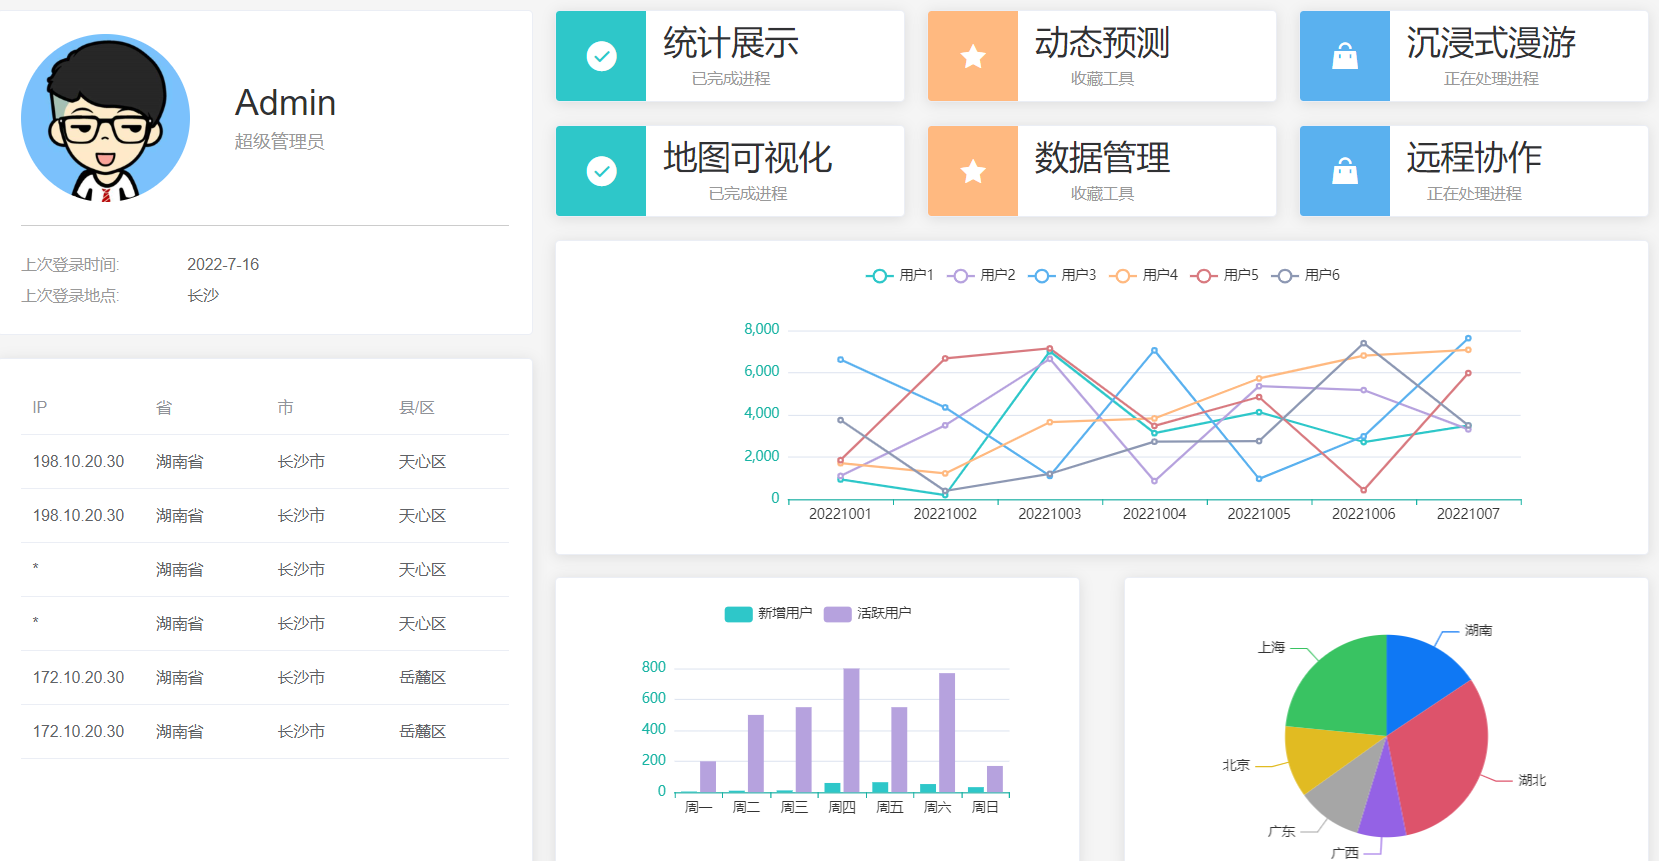 Admin
超级管理员
上次登录时间: 2022-7-16
上次登录地点: 长沙
IP 省 市 县/区
198.10.20.30 湖南省 长沙市 天心区
198.10.20.30 湖南省 长沙市 天心区
* 湖南省 长沙市 天心区
* 湖南省 长沙市 天心区
172.10.20.30 湖南省 长沙市 岳麓区
172.10.20.30 湖南省 长沙市 岳麓区
统计展示
已完成进程
动态预测
收藏工具
沉浸式漫游
正在处理进程
地图可视化
已完成进程
数据管理
收藏工具
远程协作
正在处理进程
用户1 用户2 用户3 用户4 用户5 用户6
8,000
6,000
4,000
2,000
0
20221001 20221002 20221003 20221004 20221005 20221006 20221007
新增用户 活跃用户
800
600
400
200
0
周一 周二 周三 周四 周五 周六 周日
湖南
上海
北京
湖北
广东
广西